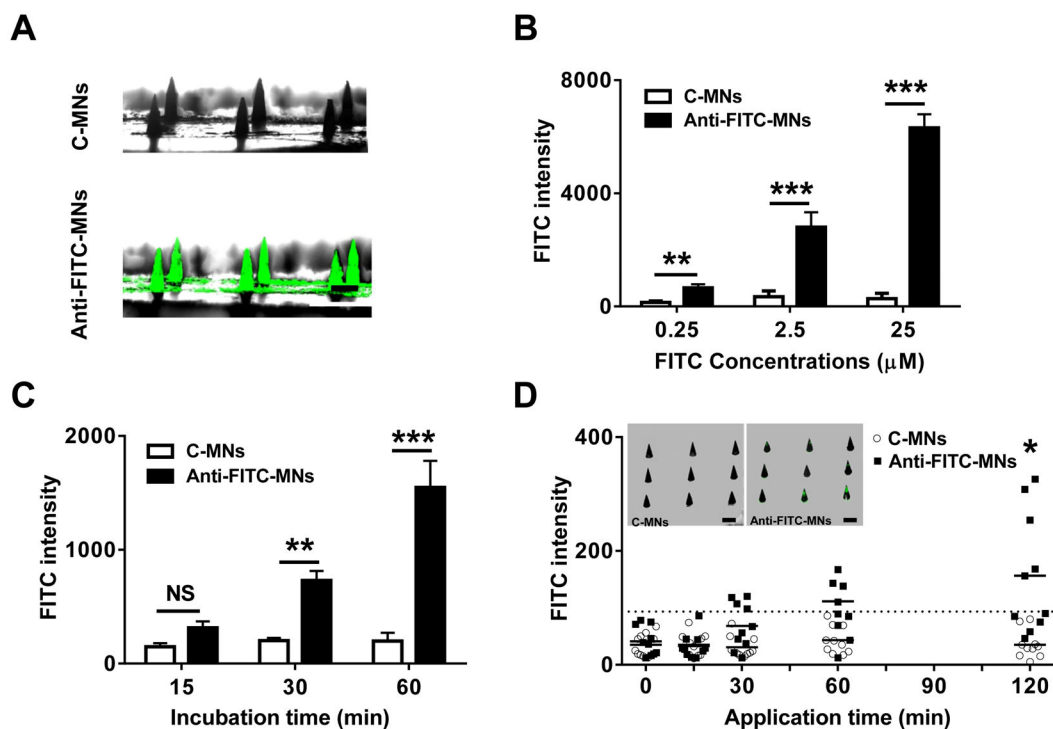 A
C-MNs
Anti-FITC-MNs
B
8000
4000
0
FITC intensity
C-MNs
Anti-FITC-MNs
**
***
***
0.25 2.5 25
FITC Concentrations (μM)
C
2000
1000
0
FITC intensity
C-MNs
Anti-FITC-MNs
NS
**
***
15 30 60
Incubation time (min)
D
400
200
0
FITC intensity
C-MNs
Anti-FITC-MNs
C-MNs
Anti-FITC-MNs
*
0 30 60 90 120
Application time (min)